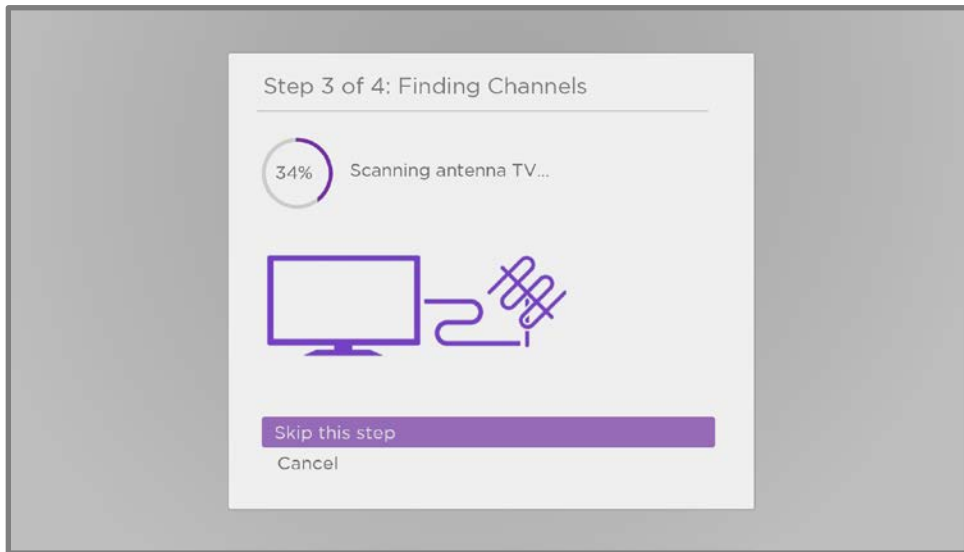 Step 3 of 4: Finding Channels
34%
Scanning antenna TV...
Skip this step
Cancel